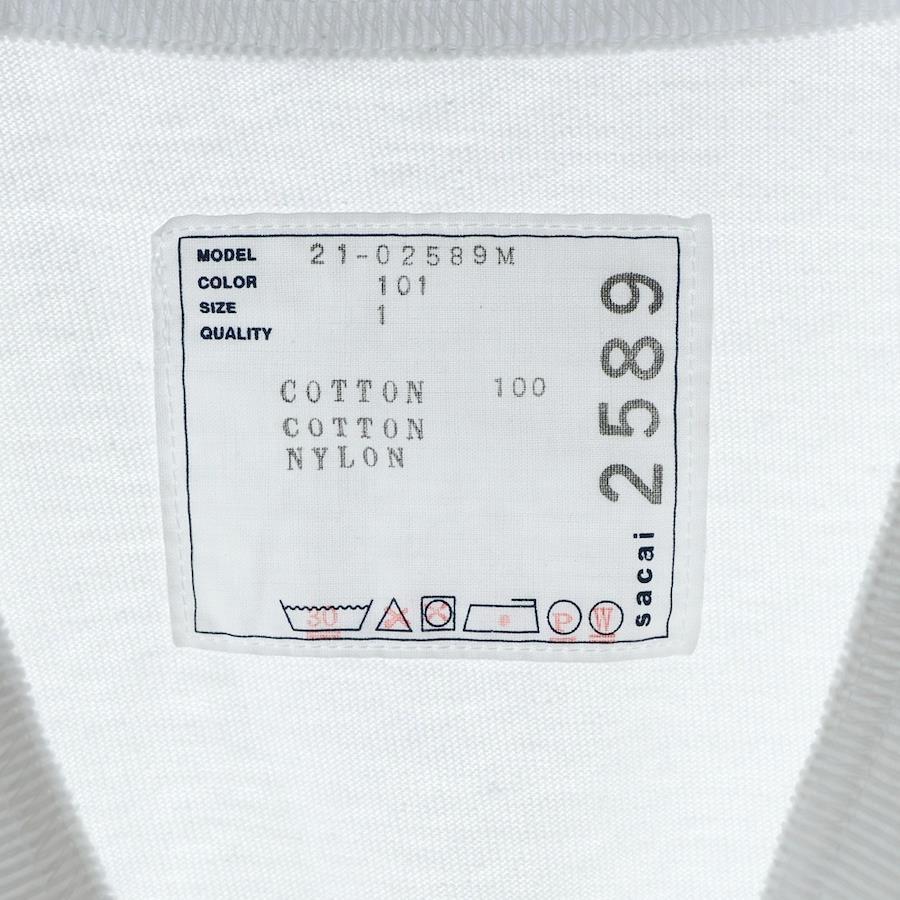 MODEL 21-02589M
COLOR 101
SIZE 1
QUALITY
COTTON 100
COTTON
NYLON
30
P W
sacai 2589